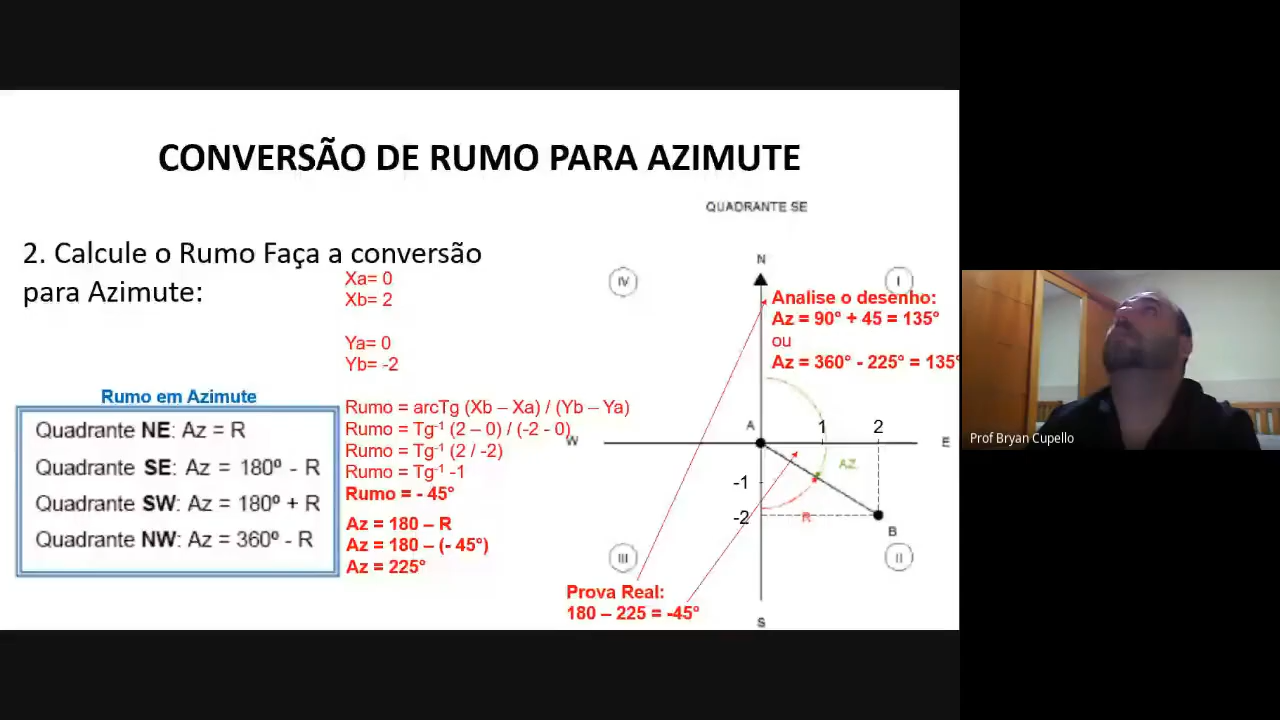 CONVERSÃO DE RUMO PARA AZIMUTE
QUADRANTE SE
2. Calcule o Rumo Faça a conversão
para Azimute:
Xa= 0
Xb= 2
Ya= 0
Yb= -2
Rumo em Azimute
Quadrante NE: Az = R
Quadrante SE: Az = 180º - R
Quadrante SW: Az = 180º + R
Quadrante NW: Az = 360º - R
Rumo = arcTg (Xb – Xa) / (Yb – Ya)
Rumo = Tg⁻¹ (2 – 0) / (-2 - 0)
Rumo = Tg⁻¹ (2 / -2)
Rumo = Tg⁻¹ -1
Rumo = - 45°
Az = 180 – R
Az = 180 – (- 45°)
Az = 225°
N
IV
I
Analise o desenho:
Az = 90° + 45 = 135°
ou
Az = 360° - 225° = 135°
A
1
2
W
E
AZ
-1
-2
R
B
III
II
Prova Real:
180 – 225 = -45°
S
Prof Bryan Cupello